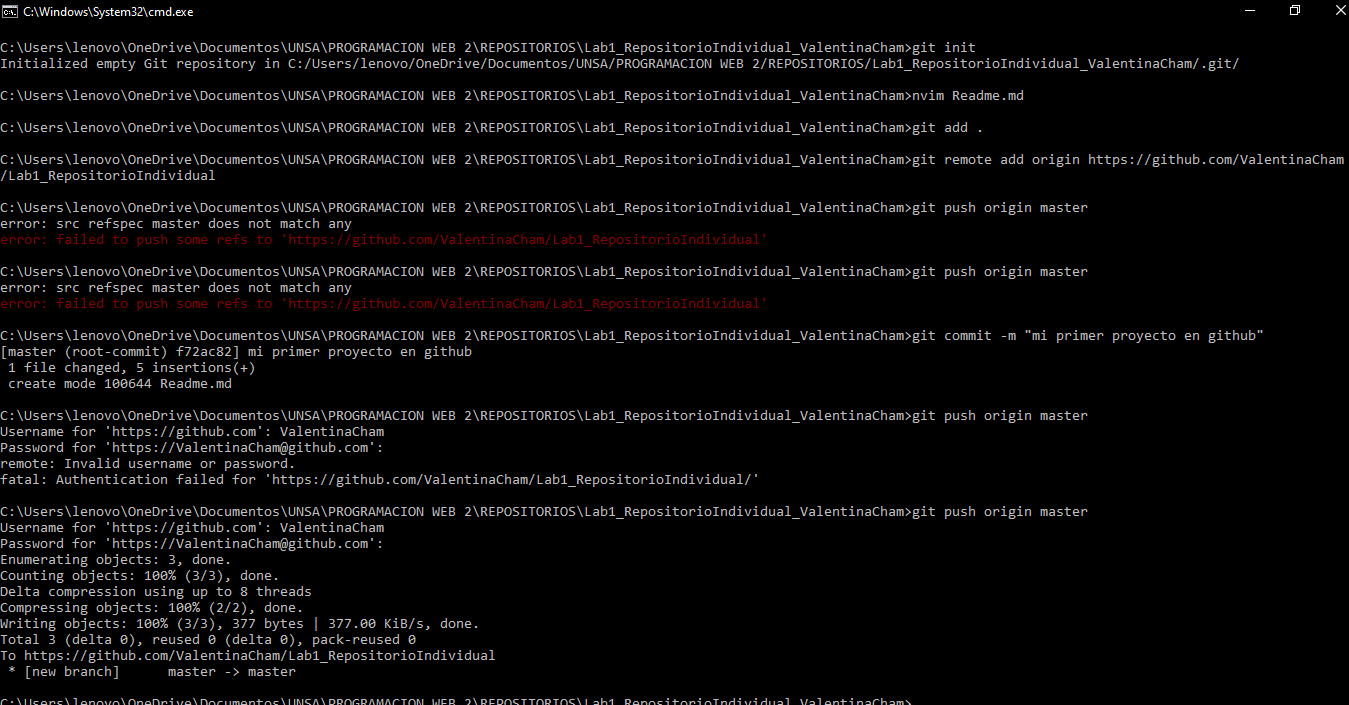 C:\Windows\System32\cmd.exe
C:\Users\lenovo\OneDrive\Documentos\UNSA\PROGRAMACION WEB 2\REPOSITORIOS\Lab1_RepositorioIndividual_ValentinaCham>git init
Initialized empty Git repository in C:/Users/lenovo/OneDrive/Documentos/UNSA/PROGRAMACION WEB 2/REPOSITORIOS/Lab1_RepositorioIndividual_ValentinaCham/.git/
C:\Users\lenovo\OneDrive\Documentos\UNSA\PROGRAMACION WEB 2\REPOSITORIOS\Lab1_RepositorioIndividual_ValentinaCham>nvim Readme.md
C:\Users\lenovo\OneDrive\Documentos\UNSA\PROGRAMACION WEB 2\REPOSITORIOS\Lab1_RepositorioIndividual_ValentinaCham>git add .
C:\Users\lenovo\OneDrive\Documentos\UNSA\PROGRAMACION WEB 2\REPOSITORIOS\Lab1_RepositorioIndividual_ValentinaCham>git remote add origin https://github.com/ValentinaCham
/Lab1_RepositorioIndividual
C:\Users\lenovo\OneDrive\Documentos\UNSA\PROGRAMACION WEB 2\REPOSITORIOS\Lab1_RepositorioIndividual_ValentinaCham>git push origin master
error: src refspec master does not match any
error: failed to push some refs to 'https://github.com/ValentinaCham/Lab1_RepositorioIndividual'
C:\Users\lenovo\OneDrive\Documentos\UNSA\PROGRAMACION WEB 2\REPOSITORIOS\Lab1_RepositorioIndividual_ValentinaCham>git push origin master
error: src refspec master does not match any
error: failed to push some refs to 'https://github.com/ValentinaCham/Lab1_RepositorioIndividual'
C:\Users\lenovo\OneDrive\Documentos\UNSA\PROGRAMACION WEB 2\REPOSITORIOS\Lab1_RepositorioIndividual_ValentinaCham>git commit -m "mi primer proyecto en github"
[master (root-commit) f72ac82] mi primer proyecto en github
 1 file changed, 5 insertions(+)
 create mode 100644 Readme.md
C:\Users\lenovo\OneDrive\Documentos\UNSA\PROGRAMACION WEB 2\REPOSITORIOS\Lab1_RepositorioIndividual_ValentinaCham>git push origin master
Username for 'https://github.com': ValentinaCham
Password for 'https://ValentinaCham@github.com':
remote: Invalid username or password.
fatal: Authentication failed for 'https://github.com/ValentinaCham/Lab1_RepositorioIndividual/'
C:\Users\lenovo\OneDrive\Documentos\UNSA\PROGRAMACION WEB 2\REPOSITORIOS\Lab1_RepositorioIndividual_ValentinaCham>git push origin master
Username for 'https://github.com': ValentinaCham
Password for 'https://ValentinaCham@github.com':
Enumerating objects: 3, done.
Counting objects: 100% (3/3), done.
Delta compression using up to 8 threads
Compressing objects: 100% (2/2), done.
Writing objects: 100% (3/3), 377 bytes | 377.00 KiB/s, done.
Total 3 (delta 0), reused 0 (delta 0), pack-reused 0
To https://github.com/ValentinaCham/Lab1_RepositorioIndividual
 * [new branch]      master -> master
C:\Users\lenovo\OneDrive\Documentos\UNSA\PROGRAMACION WEB 2\REPOSITORIOS\Lab1_RepositorioIndividual_ValentinaCham>